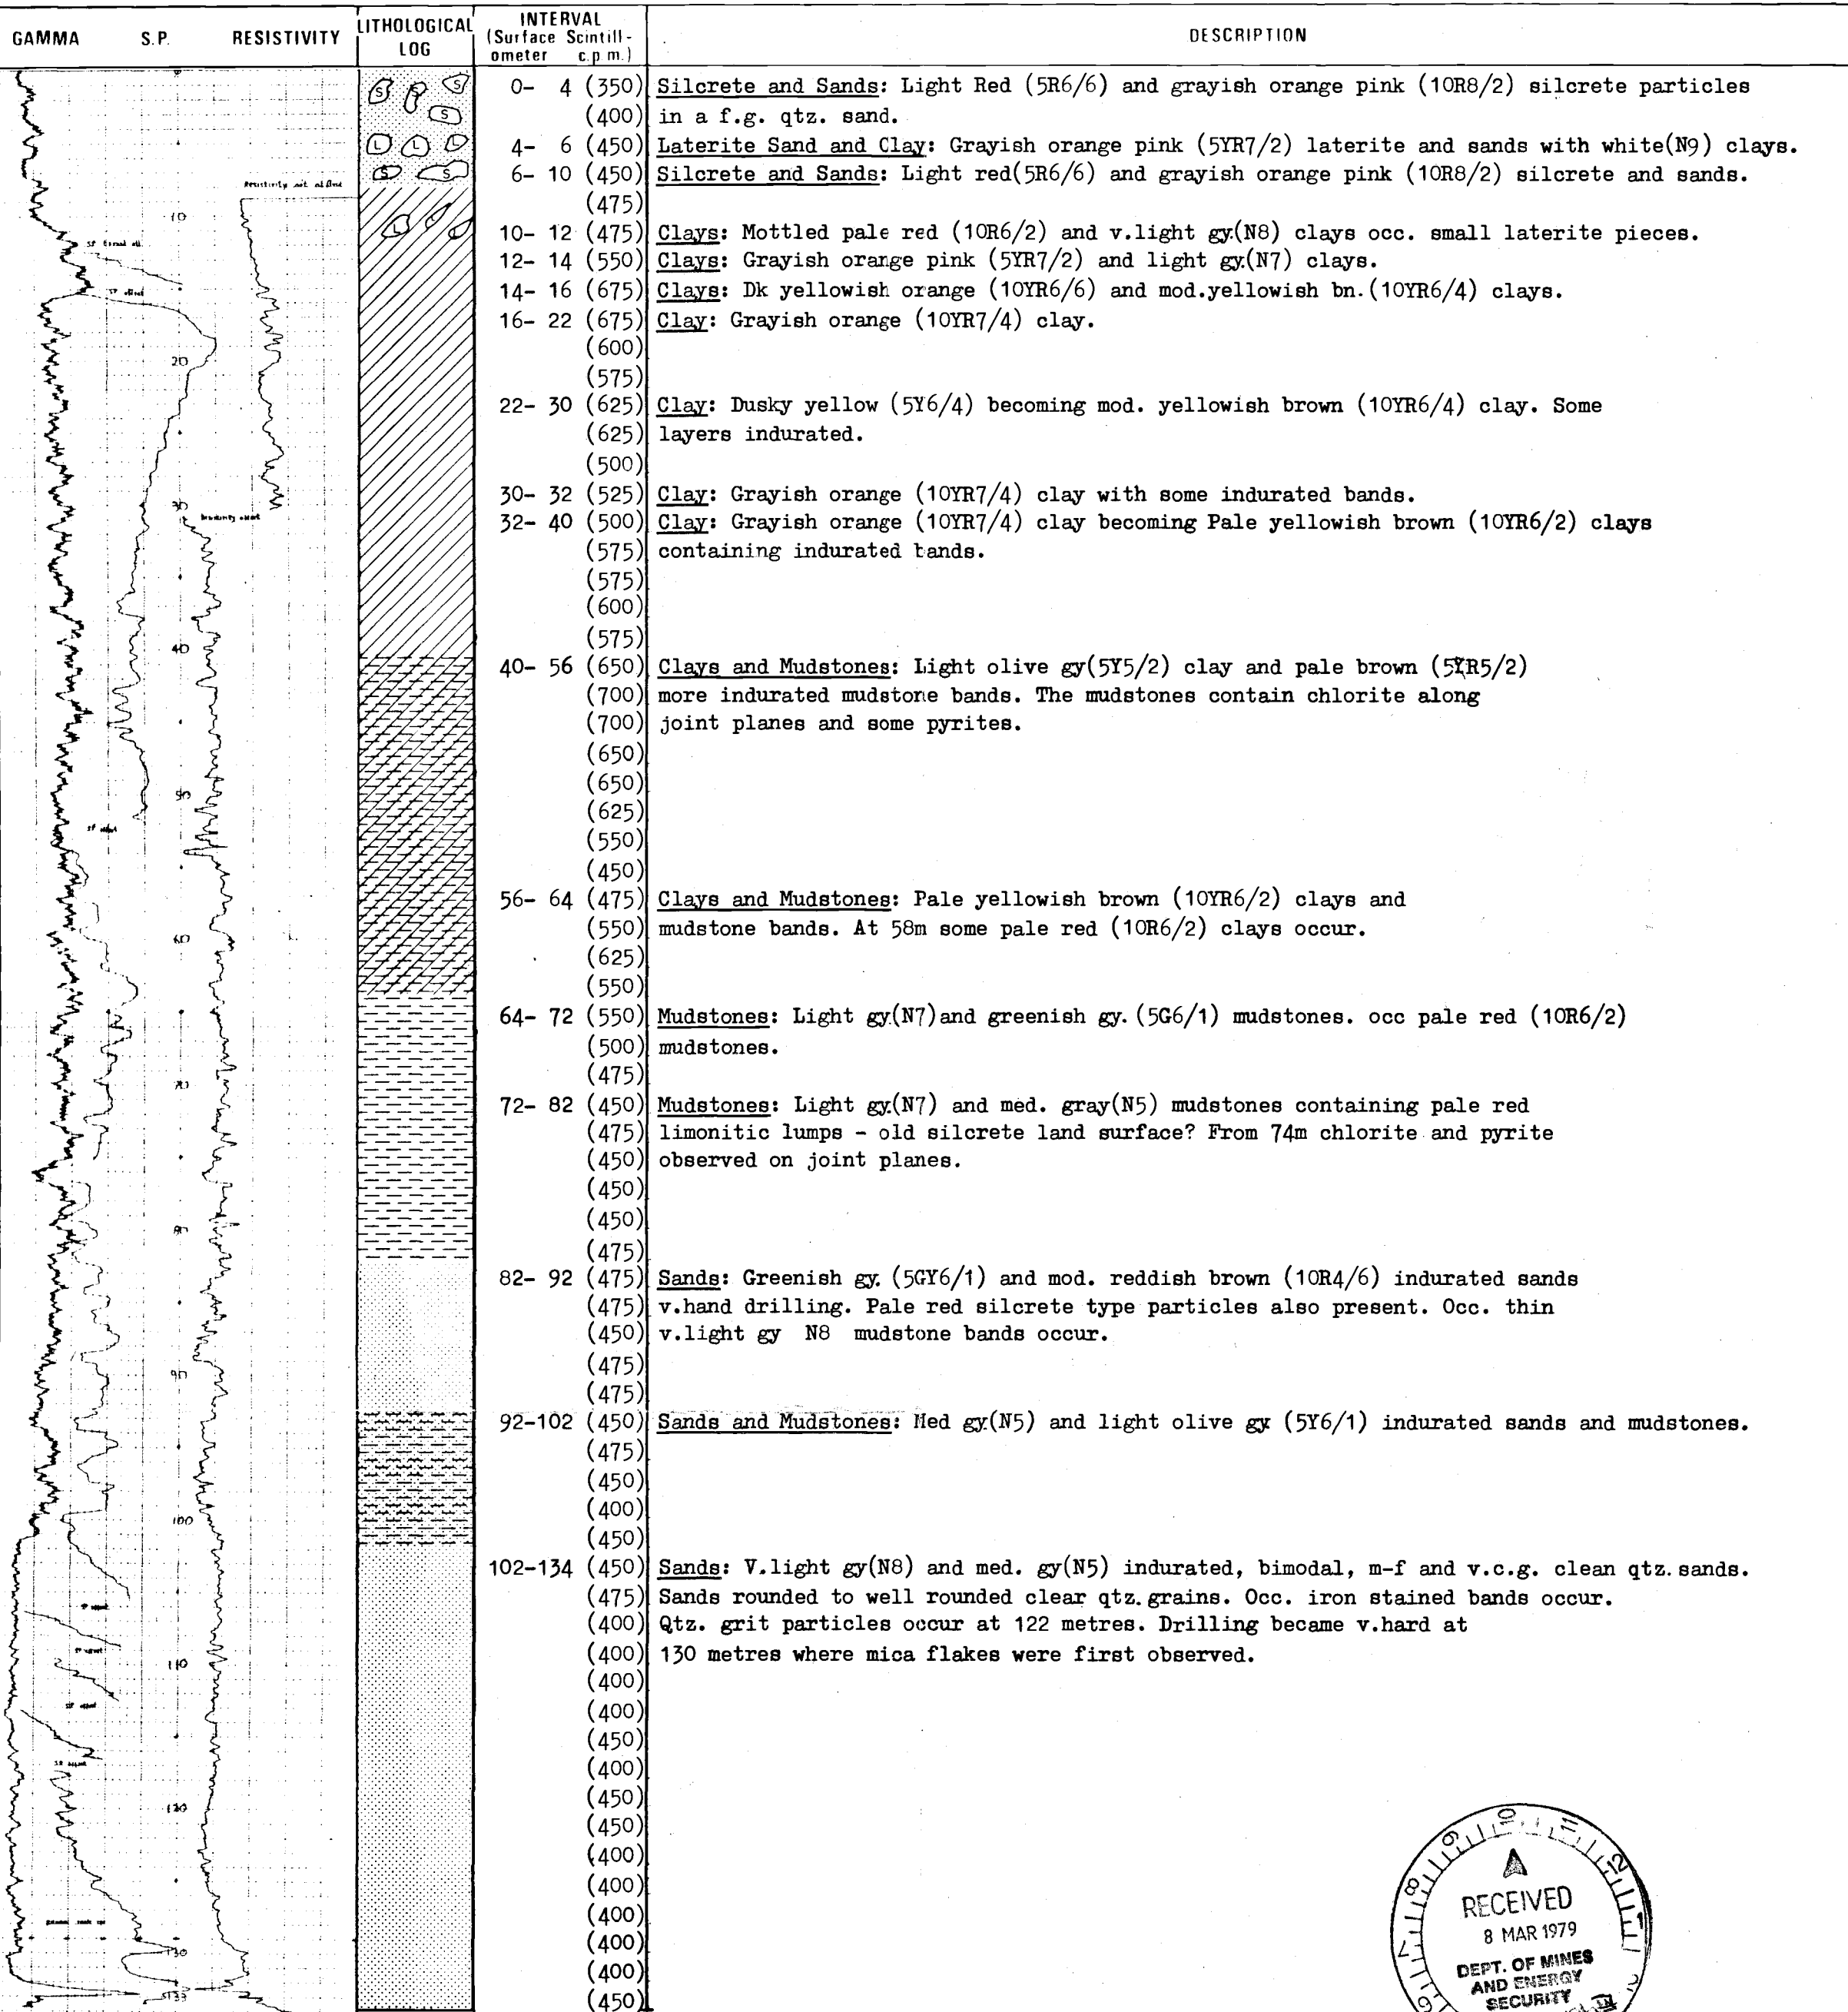 GAMMA S.P. RESISTIVITY LITHOLOGICAL LOG INTERVAL (Surface Scintillometer c.p.m.) DESCRIPTION
0- 4 (350) Silcrete and Sands: Light Red (5R6/6) and grayish orange pink (10R8/2) silcrete particles
(400) in a f.g. qtz. sand.
4- 6 (450) Laterite Sand and Clay: Grayish orange pink (5YR7/2) laterite and sands with white(N9) clays.
6- 10 (450) Silcrete and Sands: Light red(5R6/6) and grayish orange pink (10R8/2) silcrete and sands.
(475)
10- 12 (475) Clays: Mottled pale red (10R6/2) and v.light gy.(N8) clays occ. small laterite pieces.
12- 14 (550) Clays: Grayish orange pink (5YR7/2) and light gy.(N7) clays.
14- 16 (675) Clays: Dk yellowish orange (10YR6/6) and mod.yellowish bn.(10YR6/4) clays.
16- 22 (675) Clay: Grayish orange (10YR7/4) clay.
(600)
(575)
22- 30 (625) Clay: Dusky yellow (5Y6/4) becoming mod. yellowish brown (10YR6/4) clay. Some
(625) layers indurated.
(500)
30- 32 (525) Clay: Grayish orange (10YR7/4) clay with some indurated bands.
32- 40 (500) Clay: Grayish orange (10YR7/4) clay becoming Pale yellowish brown (10YR6/2) clays
(575) containing indurated bands.
(575)
(600)
(575)
40- 56 (650) Clays and Mudstones: Light olive gy(5Y5/2) clay and pale brown (5YR5/2)
(700) more indurated mudstone bands. The mudstones contain chlorite along
(700) joint planes and some pyrites.
(650)
(650)
(625)
(550)
(450)
56- 64 (475) Clays and Mudstones: Pale yellowish brown (10YR6/2) clays and
(550) mudstone bands. At 58m some pale red (10R6/2) clays occur.
(625)
(550)
64- 72 (550) Mudstones: Light gy.(N7)and greenish gy. (5G6/1) mudstones. occ pale red (10R6/2)
(500) mudstones.
(475)
72- 82 (450) Mudstones: Light gy.(N7) and med. gray(N5) mudstones containing pale red
(475) limonitic lumps - old silcrete land surface? From 74m chlorite and pyrite
(450) observed on joint planes.
(450)
(450)
(475)
82- 92 (475) Sands: Greenish gy. (5GY6/1) and mod. reddish brown (10R4/6) indurated sands
(475) v.hand drilling. Pale red silcrete type particles also present. Occ. thin
(450) v.light gy N8 mudstone bands occur.
(475)
(475)
92-102 (450) Sands and Mudstones: Med gy.(N5) and light olive gy (5Y6/1) indurated sands and mudstones.
(475)
(450)
(400)
(450)
102-134 (450) Sands: V.light gy(N8) and med. gy(N5) indurated, bimodal, m-f and v.c.g. clean qtz. sands.
(475) Sands rounded to well rounded clear qtz. grains. Occ. iron stained bands occur.
(400) Qtz. grit particles occur at 122 metres. Drilling became v.hard at
(400) 130 metres where mica flakes were first observed.
(400)
(400)
(450)
(400)
(450)
(450)
(400)
(400)
(400)
(400)
(400)
(450)
10
20
30
40
50
60
70
80
90
100
110
120
130
133
S S S S
L L L
S S
8 9 10 11 12
RECEIVED
8 MAR 1979
DEPT. OF MINES
AND ENERGY
SECURITY